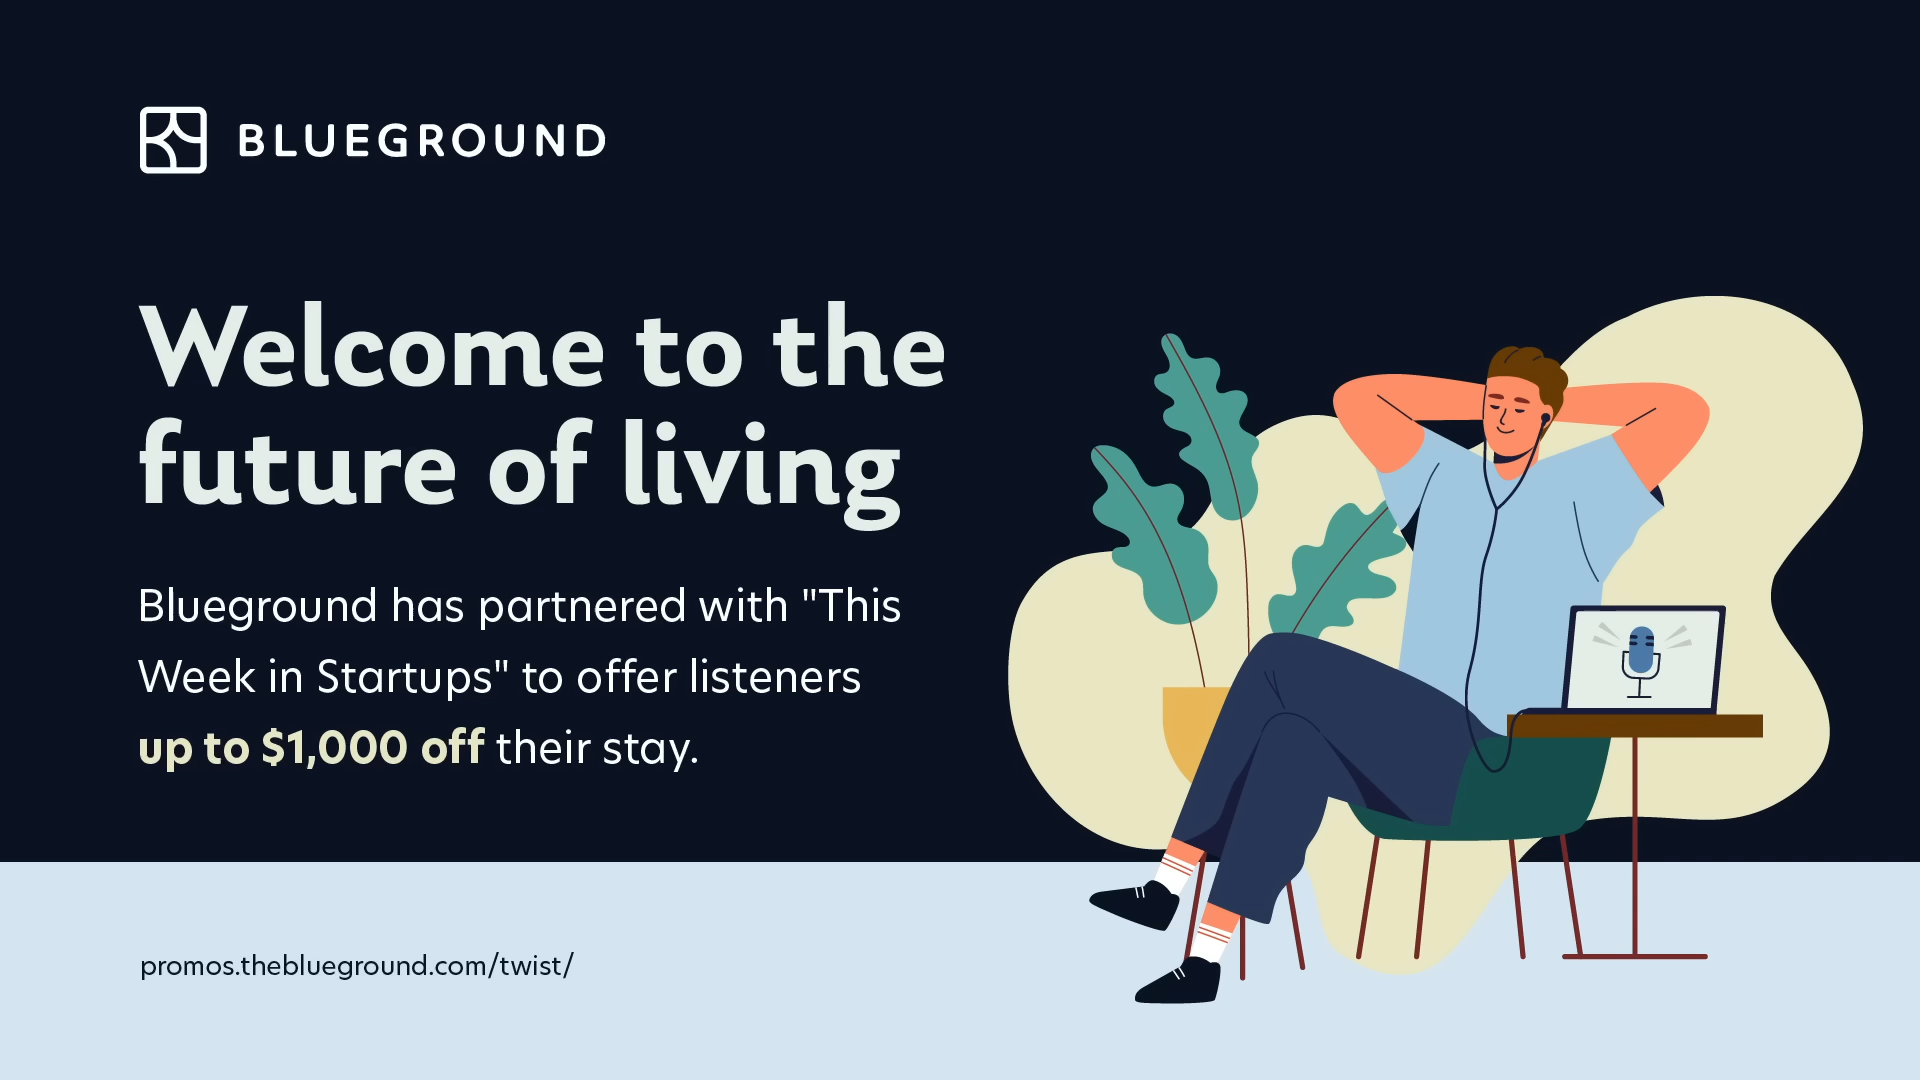 BLUEGROUND
Welcome to the
future of living
Blueground has partnered with "This
Week in Startups" to offer listeners
up to $1,000 off their stay.
promos.theblueground.com/twist/